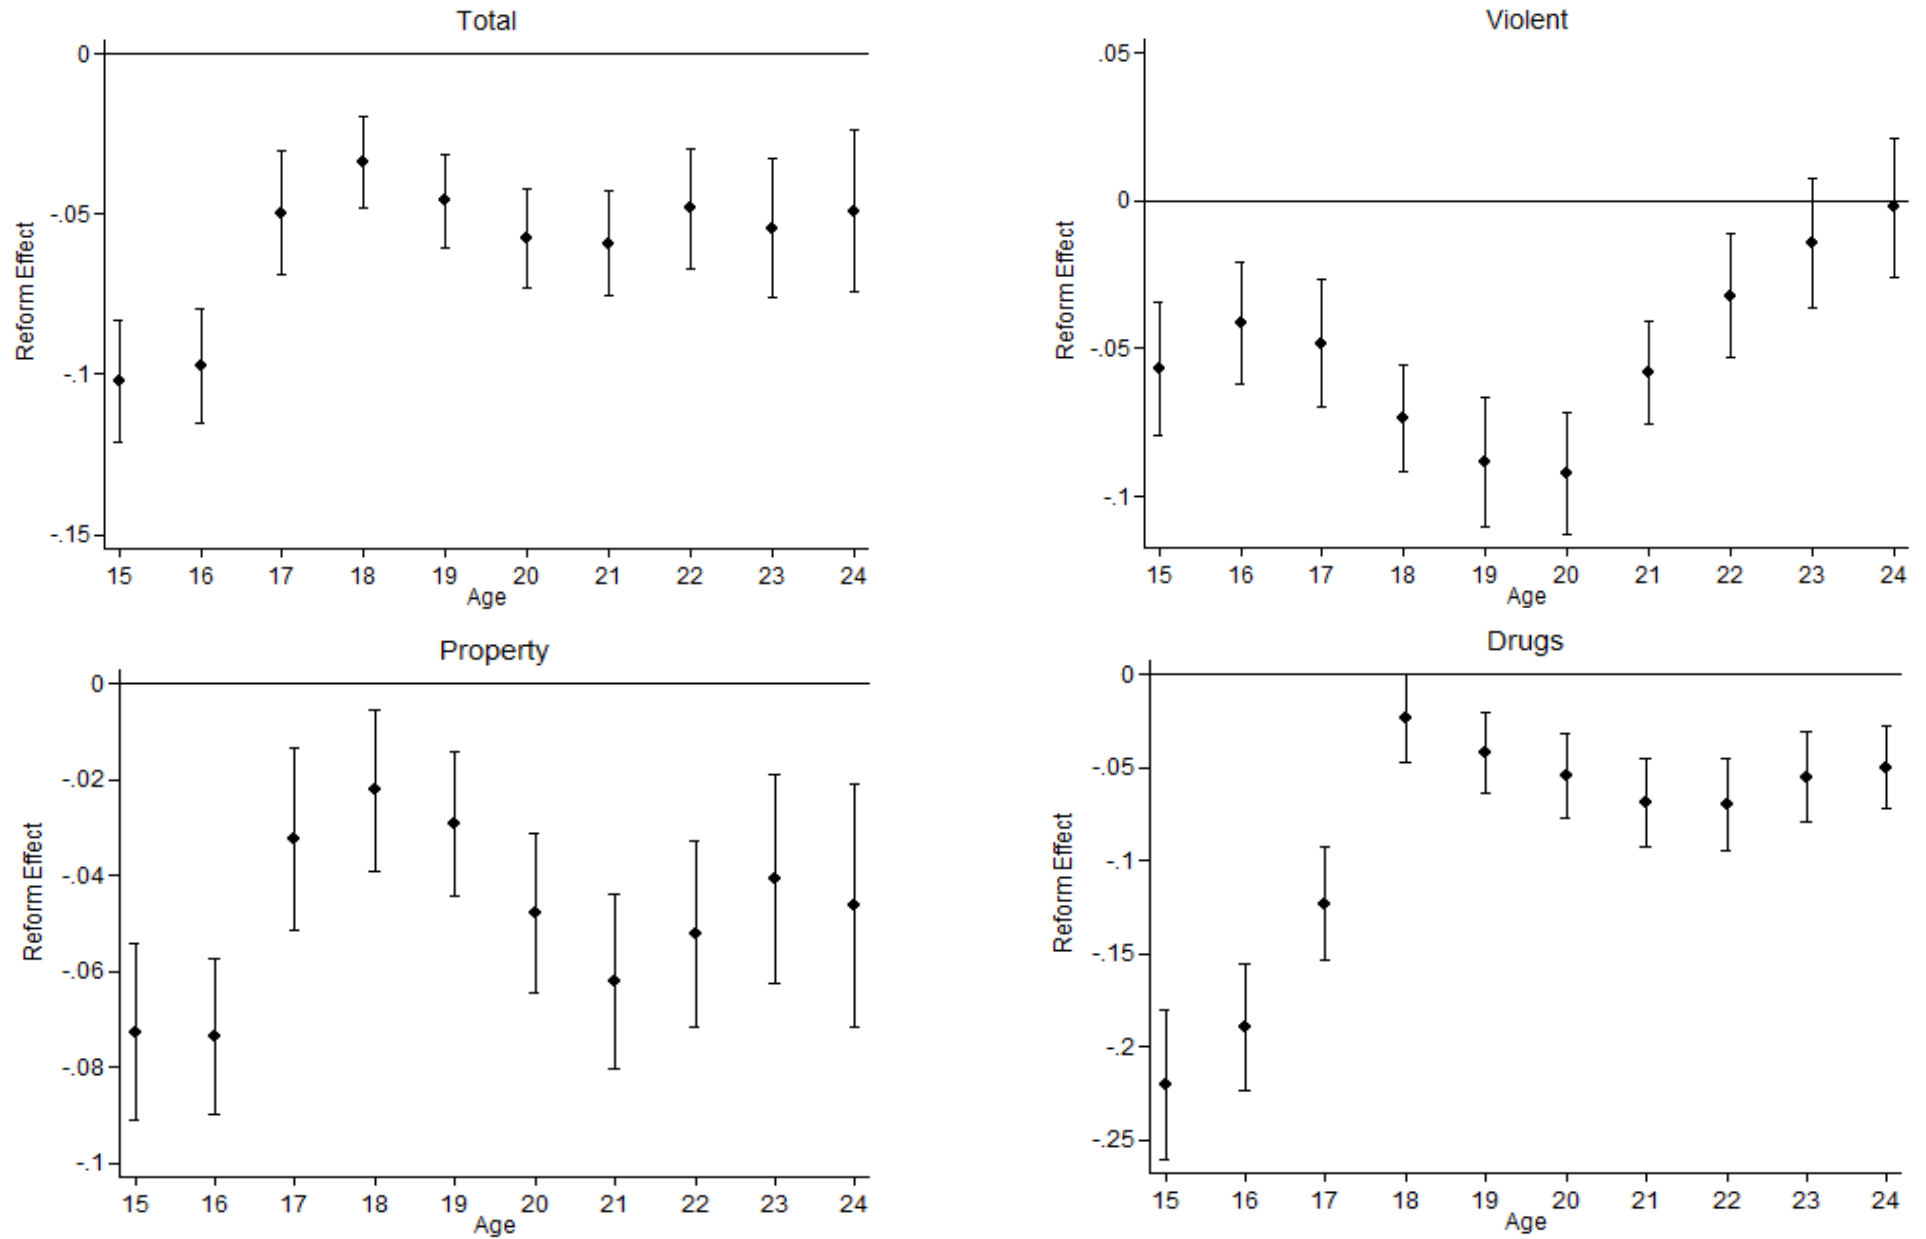 Total
0
-.05
-.1
-.15
Reform Effect
15 16 17 18 19 20 21 22 23 24
Age
Violent
.05
0
-.05
-.1
Reform Effect
15 16 17 18 19 20 21 22 23 24
Age
Property
0
-.02
-.04
-.06
-.08
-.1
Reform Effect
15 16 17 18 19 20 21 22 23 24
Age
Drugs
0
-.05
-.1
-.15
-.2
-.25
Reform Effect
15 16 17 18 19 20 21 22 23 24
Age